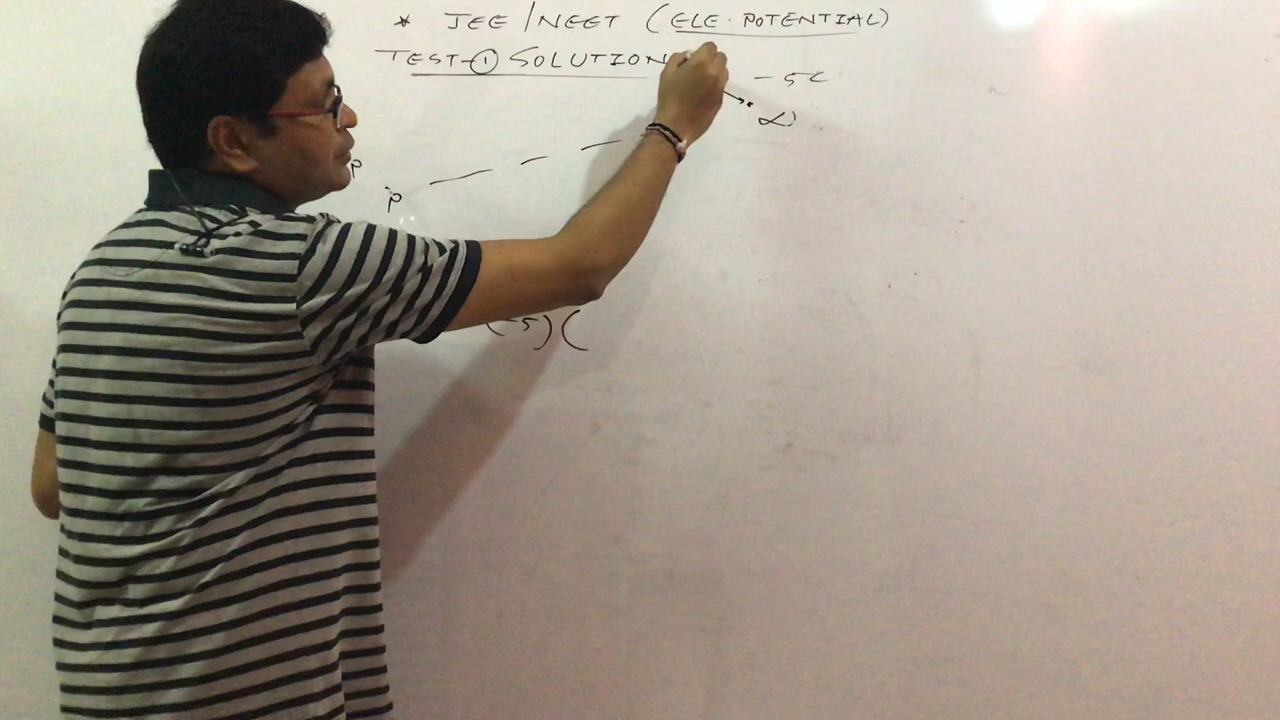 * JEE / NEET (ELE. POTENTIAL)
TEST-① SOLUTION
-5C
∞
P
P
(-5)(